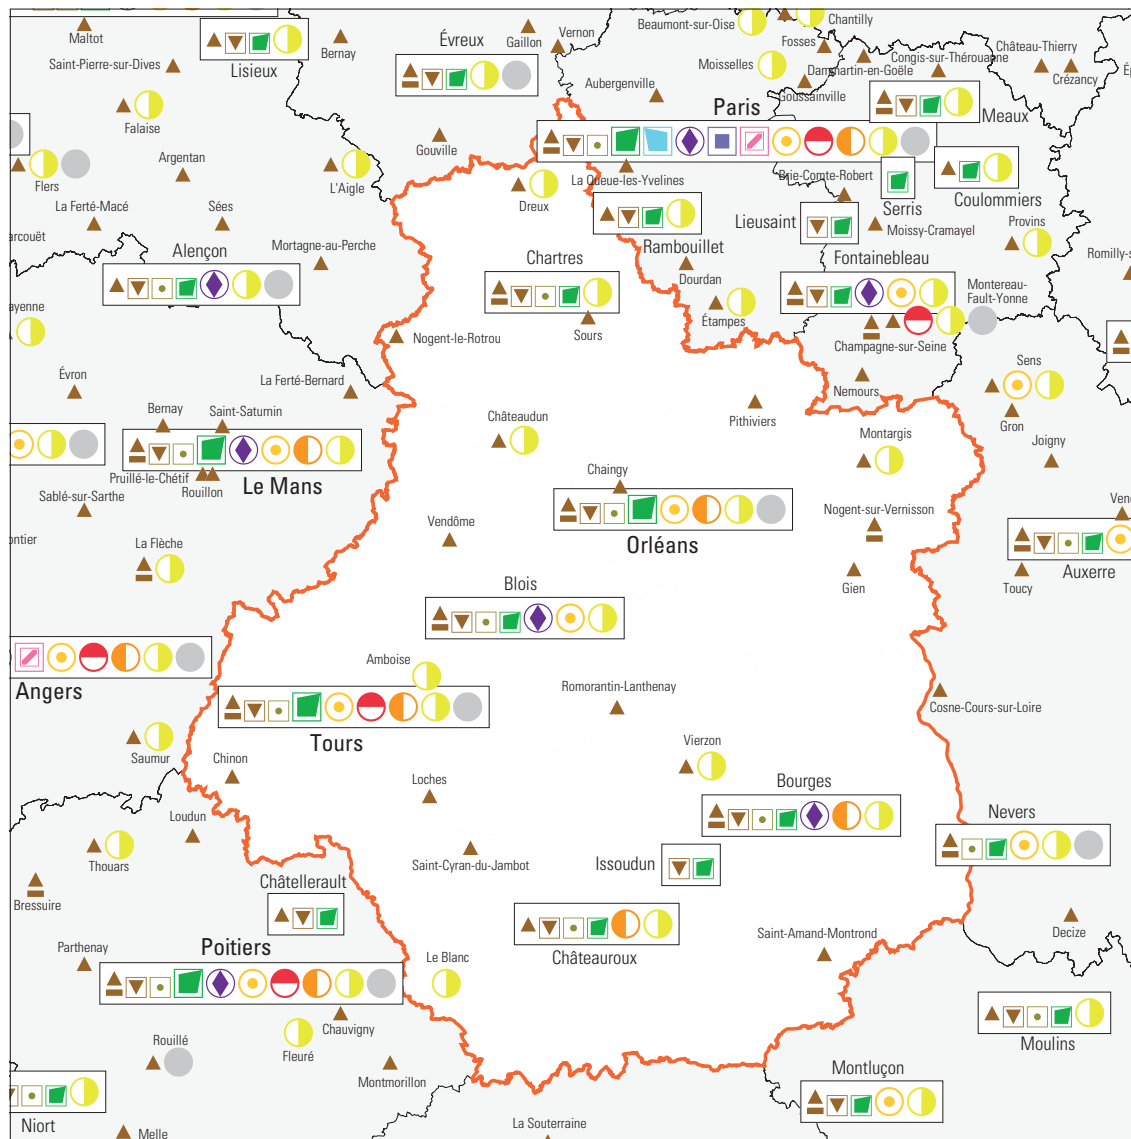 Maltot
Saint-Pierre-sur-Dives
Lisieux
Bernay
Évreux
Gaillon
Vernon
Beaumont-sur-Oise
Chantilly
Fosses
Moisselles
Dammartin-en-Goële
Congis-sur-Thérouanne
Château-Thierry
Crézancy
Aubergenville
Goussainville
Paris
Meaux
Falaise
Gouville
Argentan
Flers
L'Aigle
La Queue-les-Yvelines
Brie-Comte-Robert
Serris
Coulommiers
Dreux
La Ferté-Macé
Sées
Rambouillet
Lieusaint
Moissy-Cramayel
Provins
arcouët
Alençon
Mortagne-au-Perche
Chartres
Dourdan
Fontainebleau
Romilly-s
Montereau-
Fault-Yonne
ayenne
Étampes
Sours
Nogent-le-Rotrou
Champagne-sur-Seine
Sens
Évron
La Ferté-Bernard
Nemours
Bernay
Saint-Saturnin
Châteaudun
Pithiviers
Gron
Montargis
Joigny
Pruillé-le-Chétif
Rouillon
Le Mans
Chaingy
Sablé-sur-Sarthe
Vendôme
Nogent-sur-Vernisson
Ven
Orléans
ontier
La Flèche
Auxerre
Blois
Gien
Toucy
Amboise
Angers
Romorantin-Lanthenay
Cosne-Cours-sur-Loire
Tours
Saumur
Chinon
Vierzon
Loches
Bourges
Loudun
Nevers
Thouars
Saint-Cyran-du-Jambot
Issoudun
Châtellerault
Bressuire
Decize
Parthenay
Poitiers
Châteauroux
Saint-Amand-Montrond
Le Blanc
Chauvigny
Rouillé
Fleuré
Moulins
Montmorillon
Montluçon
Niort
La Souterraine
Melle